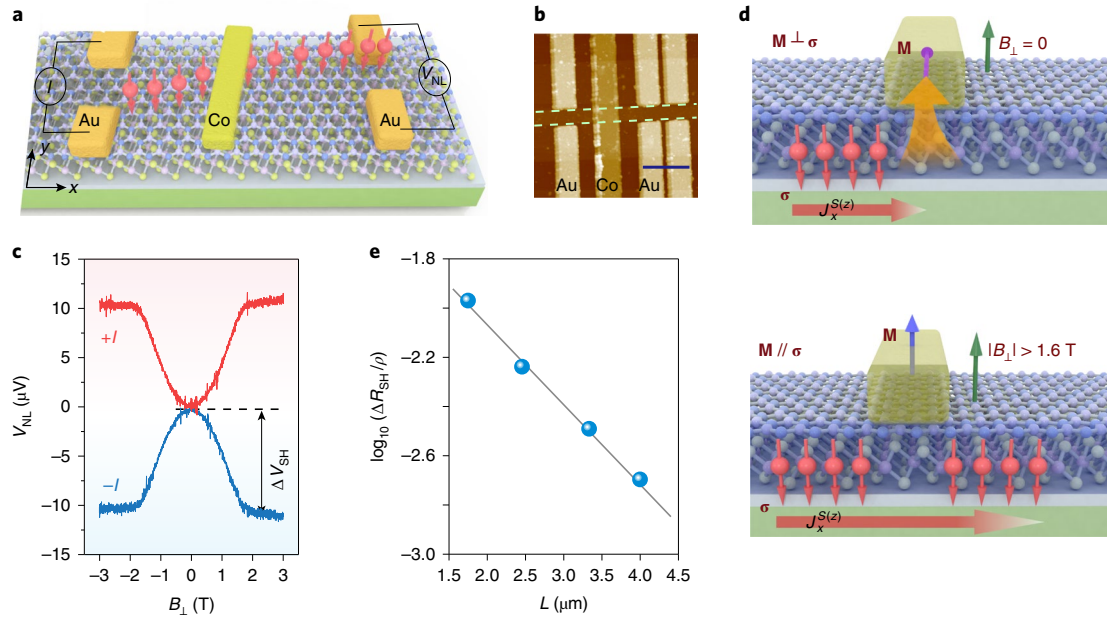 a
I
Au
Co
Au
V_NL
y
x
b
Au Co Au
c
V_NL (μV)
15
10
5
0
−5
−10
−15
+I
−I
Δ V_SH
−3 −2 −1 0 1 2 3
B_⊥ (T)
e
log_10 (ΔR_SH/ρ)
−1.8
−2.2
−2.6
−3.0
1.5 2.0 2.5 3.0 3.5 4.0 4.5
L (μm)
d
M ⊥ σ
M
B_⊥ = 0
σ
J_x^S(z)
M // σ
M
|B_⊥| > 1.6 T
σ
J_x^S(z)